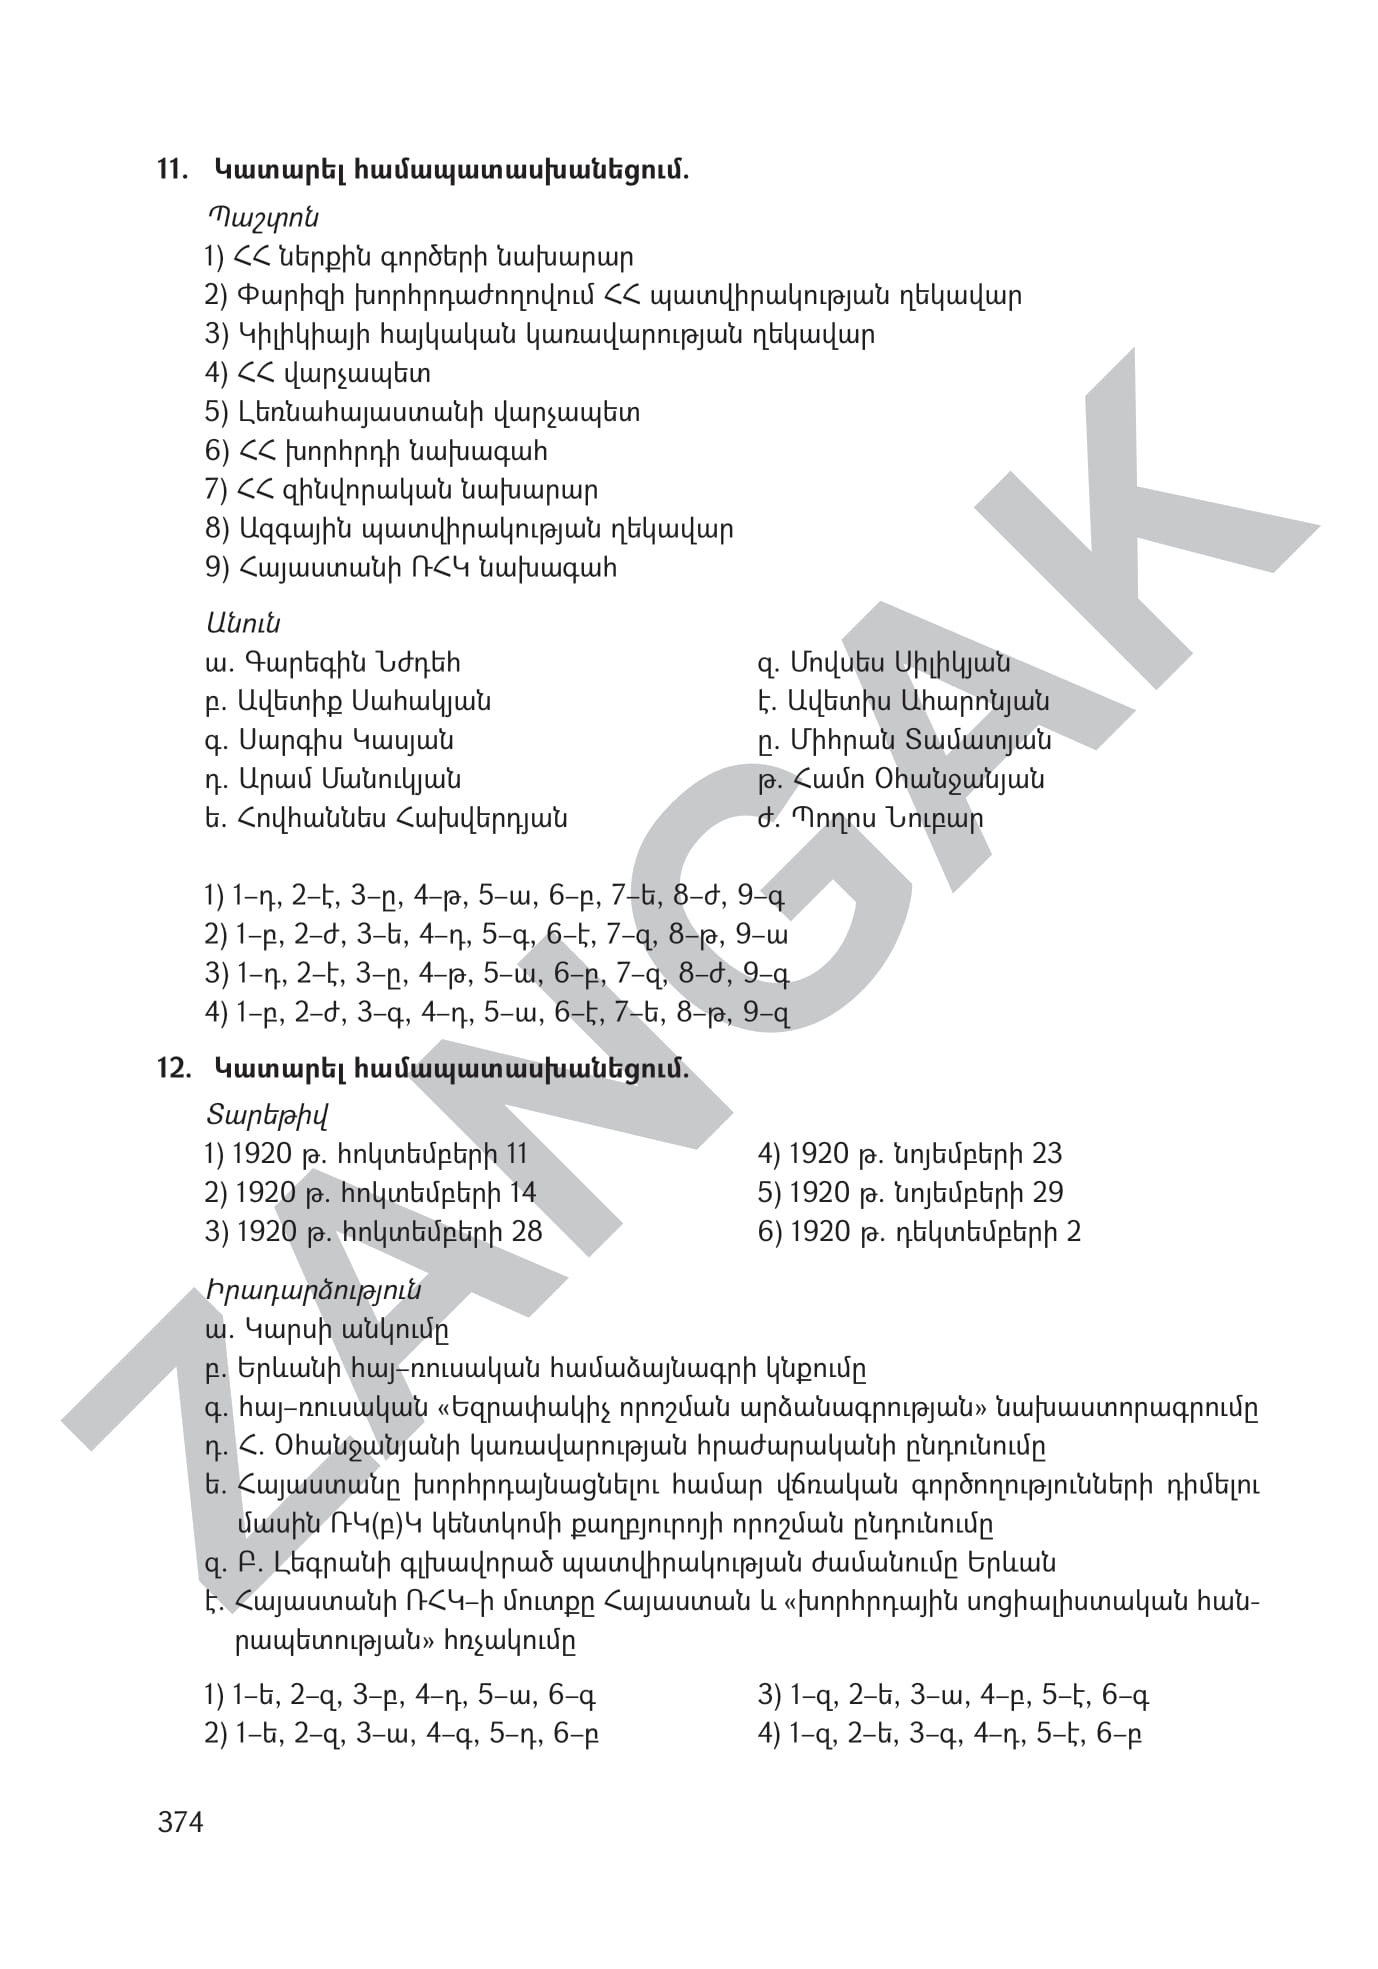 11. Կատարել համապատասխանեցում.
Պաշտոն
1) ՀՀ ներքին գործերի նախարար
2) Փարիզի խորհրդաժողովում ՀՀ պատվիրակության ղեկավար
3) Կիլիկիայի հայկական կառավարության ղեկավար
4) ՀՀ վարչապետ
5) Լեռնահայաստանի վարչապետ
6) ՀՀ խորհրդի նախագահ
7) ՀՀ զինվորական նախարար
8) Ազգային պատվիրակության ղեկավար
9) Հայաստանի ՌՀԿ նախագահ
Անուն
ա. Գարեգին Նժդեհ
բ. Ավետիք Սահակյան
գ. Սարգիս Կասյան
դ. Արամ Մանուկյան
ե. Հովհաննես Հախվերդյան
զ. Մովսես Սիլիկյան
է. Ավետիս Ահարոնյան
ը. Միհրան Տամատյան
թ. Համո Օհանջանյան
ժ. Պողոս Նուբար
1) 1–դ, 2–է, 3–ը, 4–թ, 5–ա, 6–բ, 7–ե, 8–ժ, 9–գ
2) 1–բ, 2–ժ, 3–ե, 4–դ, 5–գ, 6–է, 7–զ, 8–թ, 9–ա
3) 1–դ, 2–է, 3–ը, 4–թ, 5–ա, 6–բ, 7–զ, 8–ժ, 9–գ
4) 1–բ, 2–ժ, 3–գ, 4–դ, 5–ա, 6–է, 7–ե, 8–թ, 9–զ
12. Կատարել համապատասխանեցում.
Տարեթիվ
1) 1920 թ. հոկտեմբերի 11
2) 1920 թ. հոկտեմբերի 14
3) 1920 թ. հոկտեմբերի 28
4) 1920 թ. նոյեմբերի 23
5) 1920 թ. նոյեմբերի 29
6) 1920 թ. դեկտեմբերի 2
Իրադարձություն
ա. Կարսի անկումը
բ. Երևանի հայ–ռուսական համաձայնագրի կնքումը
գ. հայ–ռուսական «Եզրափակիչ որոշման արձանագրության» նախաստորագրումը
դ. Հ. Օհանջանյանի կառավարության հրաժարականի ընդունումը
ե. Հայաստանը խորհրդայնացնելու համար վճռական գործողությունների դիմելու
մասին ՌԿ(բ)Կ կենտկոմի քաղբյուրոյի որոշման ընդունումը
զ. Բ. Լեգրանի գլխավորած պատվիրակության ժամանումը Երևան
է. Հայաստանի ՌՀԿ–ի մուտքը Հայաստան և «խորհրդային սոցիալիստական հան-
րապետության» հռչակումը
1) 1–ե, 2–զ, 3–բ, 4–դ, 5–ա, 6–գ
2) 1–ե, 2–զ, 3–ա, 4–գ, 5–դ, 6–բ
3) 1–զ, 2–ե, 3–ա, 4–բ, 5–է, 6–գ
4) 1–զ, 2–ե, 3–գ, 4–դ, 5–է, 6–բ
374
ZANGAK